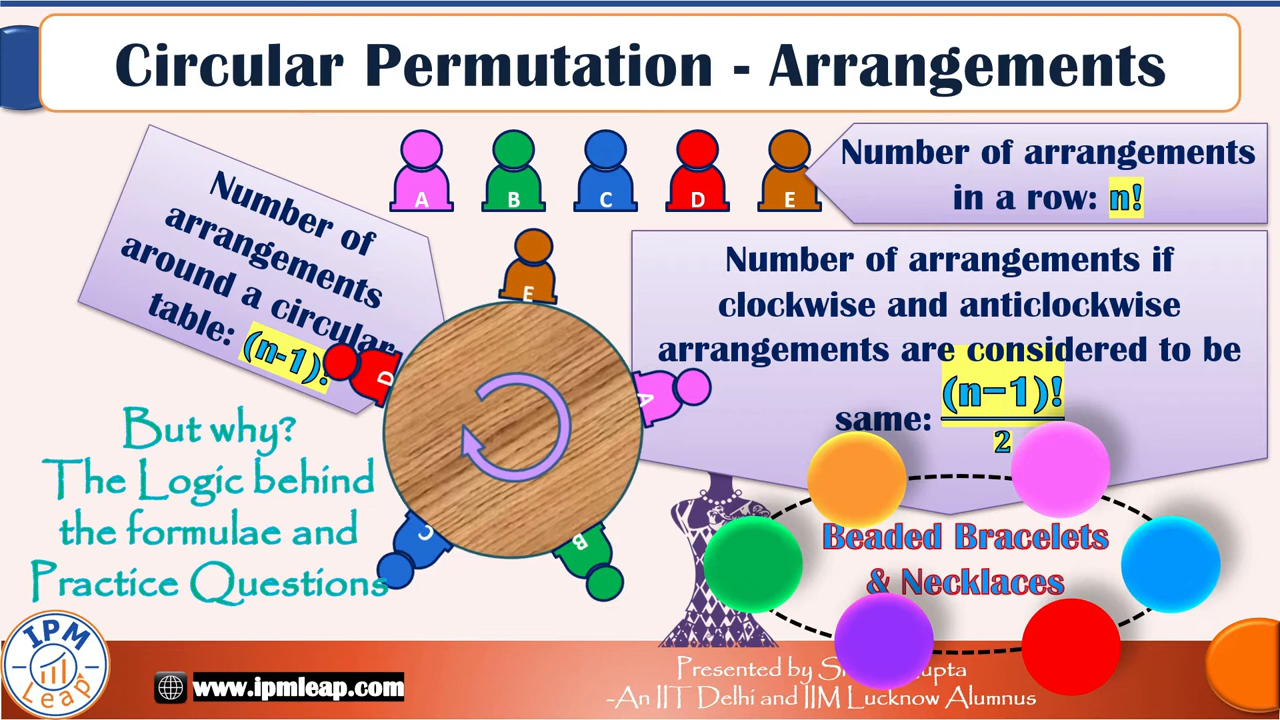 Circular Permutation - Arrangements
A B C D E
Number of arrangements
in a row: n!
Number of
arrangements
around a circular
table: (n-1)!
E
D
A
C
B
Number of arrangements if
clockwise and anticlockwise
arrangements are considered to be
same: (n−1)!
2
But why?
The Logic behind
the formulae and
Practice Questions
Beaded Bracelets
& Necklaces
IPM
Leap
www.ipmleap.com
Presented by
-An IIT Delhi and IIM Lucknow Alumnus